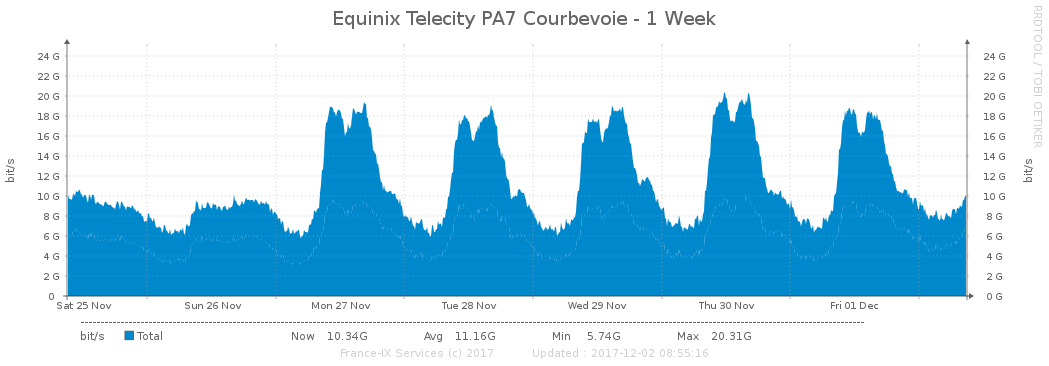 Equinix Telecity PA7 Courbevoie - 1 Week
RRDTOOL / TOBI OETIKER
24 G 24 G
22 G 22 G
20 G 20 G
18 G 18 G
16 G 16 G
14 G 14 G
12 G 12 G
10 G 10 G
8 G 8 G
6 G 6 G
4 G 4 G
2 G 2 G
0 0 G
bit/s bit/s
Sat 25 Nov Sun 26 Nov Mon 27 Nov Tue 28 Nov Wed 29 Nov Thu 30 Nov Fri 01 Dec
bit/s Total Now 10.34G Avg 11.16G Min 5.74G Max 20.31G
France-IX Services (c) 2017 Updated : 2017-12-02 08:55:16